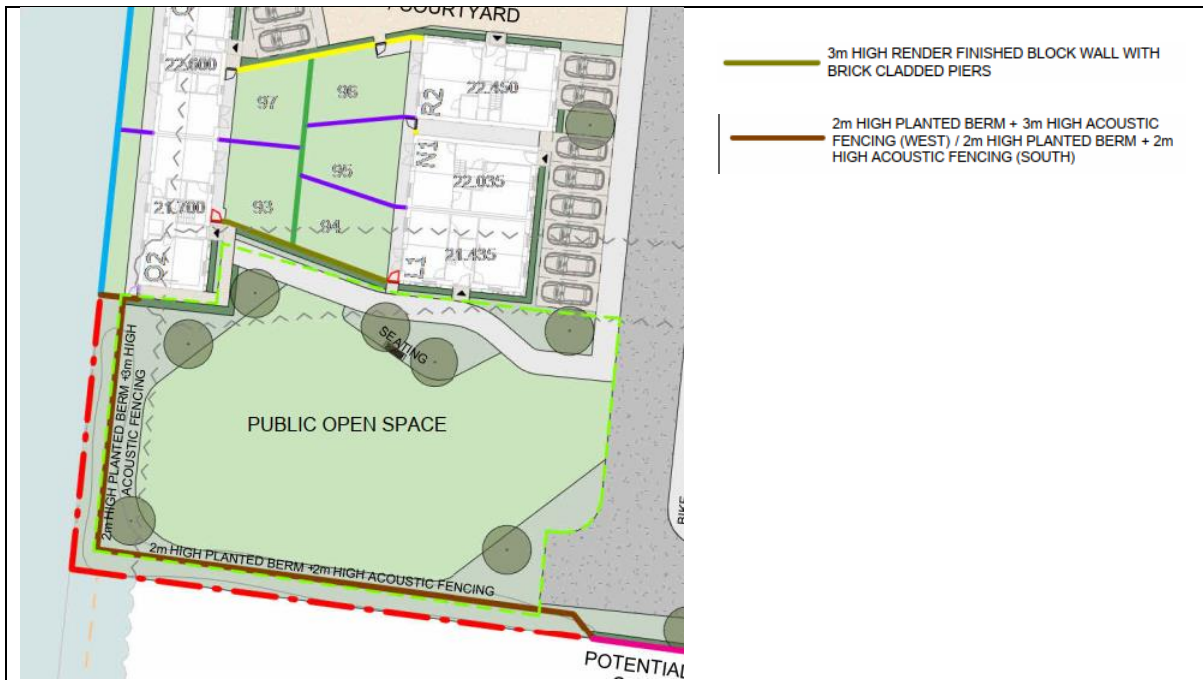 COURTYARD
22.600
97
96
22.450
R2
N1
95
22.035
93
94
21.700
21.435
O2
L1
SEATING
PUBLIC OPEN SPACE
2m HIGH PLANTED BERM +3m HIGH
ACOUSTIC FENCING
2m HIGH PLANTED BERM +2m HIGH ACOUSTIC FENCING
BIKE
POTENTIAL
3m HIGH RENDER FINISHED BLOCK WALL WITH
BRICK CLADDED PIERS
2m HIGH PLANTED BERM + 3m HIGH ACOUSTIC
FENCING (WEST) / 2m HIGH PLANTED BERM + 2m
HIGH ACOUSTIC FENCING (SOUTH)